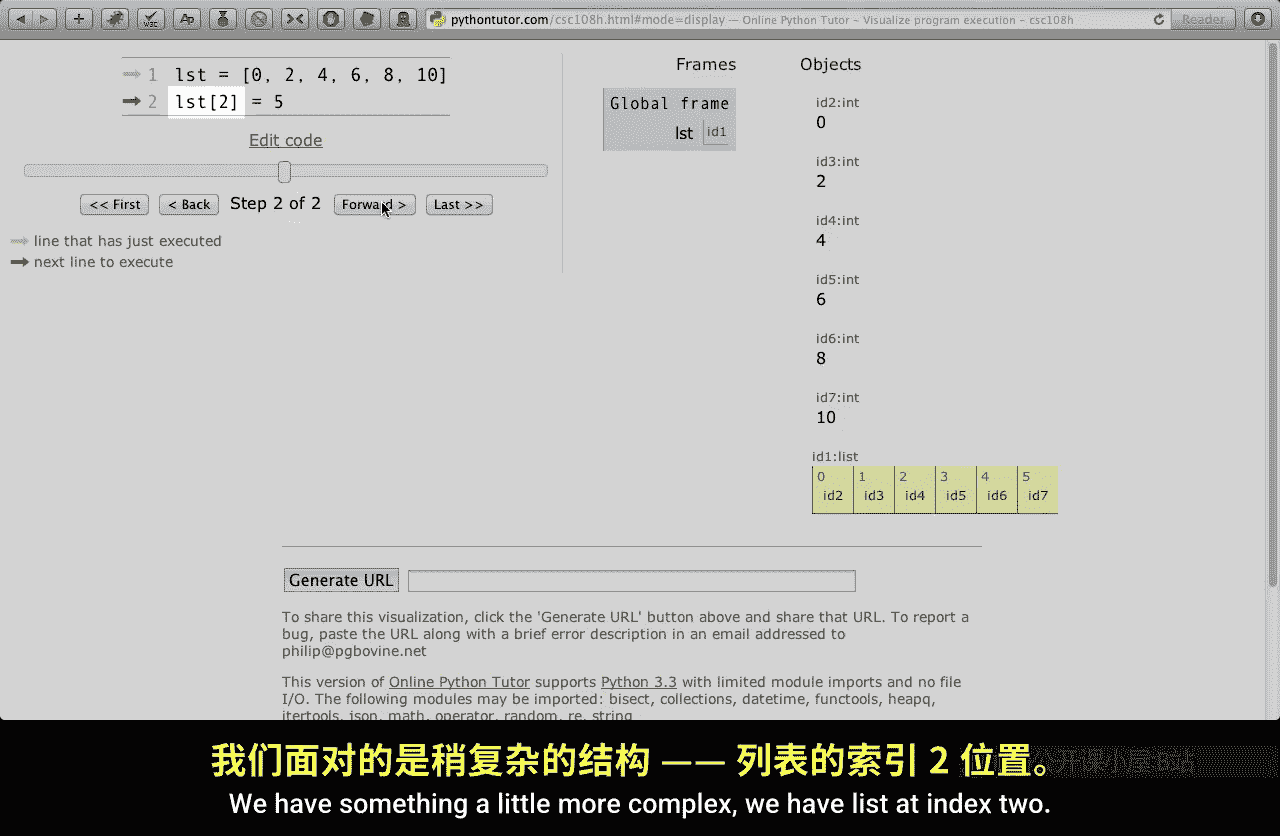 pythontutor.com/csc108h.html#mode=display — Online Python Tutor – Visualize program execution – csc108h
Reader
W3C
Ap
1 lst = [0, 2, 4, 6, 8, 10]
2 lst[2] = 5
Edit code
<< First
< Back
Step 2 of 2
Forward >
Last >>
line that has just executed
next line to execute
Frames
Global frame
lst id1
Objects
id2:int
0
id3:int
2
id4:int
4
id5:int
6
id6:int
8
id7:int
10
id1:list
0 1 2 3 4 5
id2 id3 id4 id5 id6 id7
Generate URL
To share this visualization, click the 'Generate URL' button above and share that URL. To report a
bug, paste the URL along with a brief error description in an email addressed to
philip@pgbovine.net
This version of Online Python Tutor supports Python 3.3 with limited module imports and no file
I/O. The following modules may be imported: bisect, collections, datetime, functools, heapq,
itertools, json, math, operator, random, re, string
我们面对的是稍复杂的结构 —— 列表的索引 2 位置。
We have something a little more complex, we have list at index two.